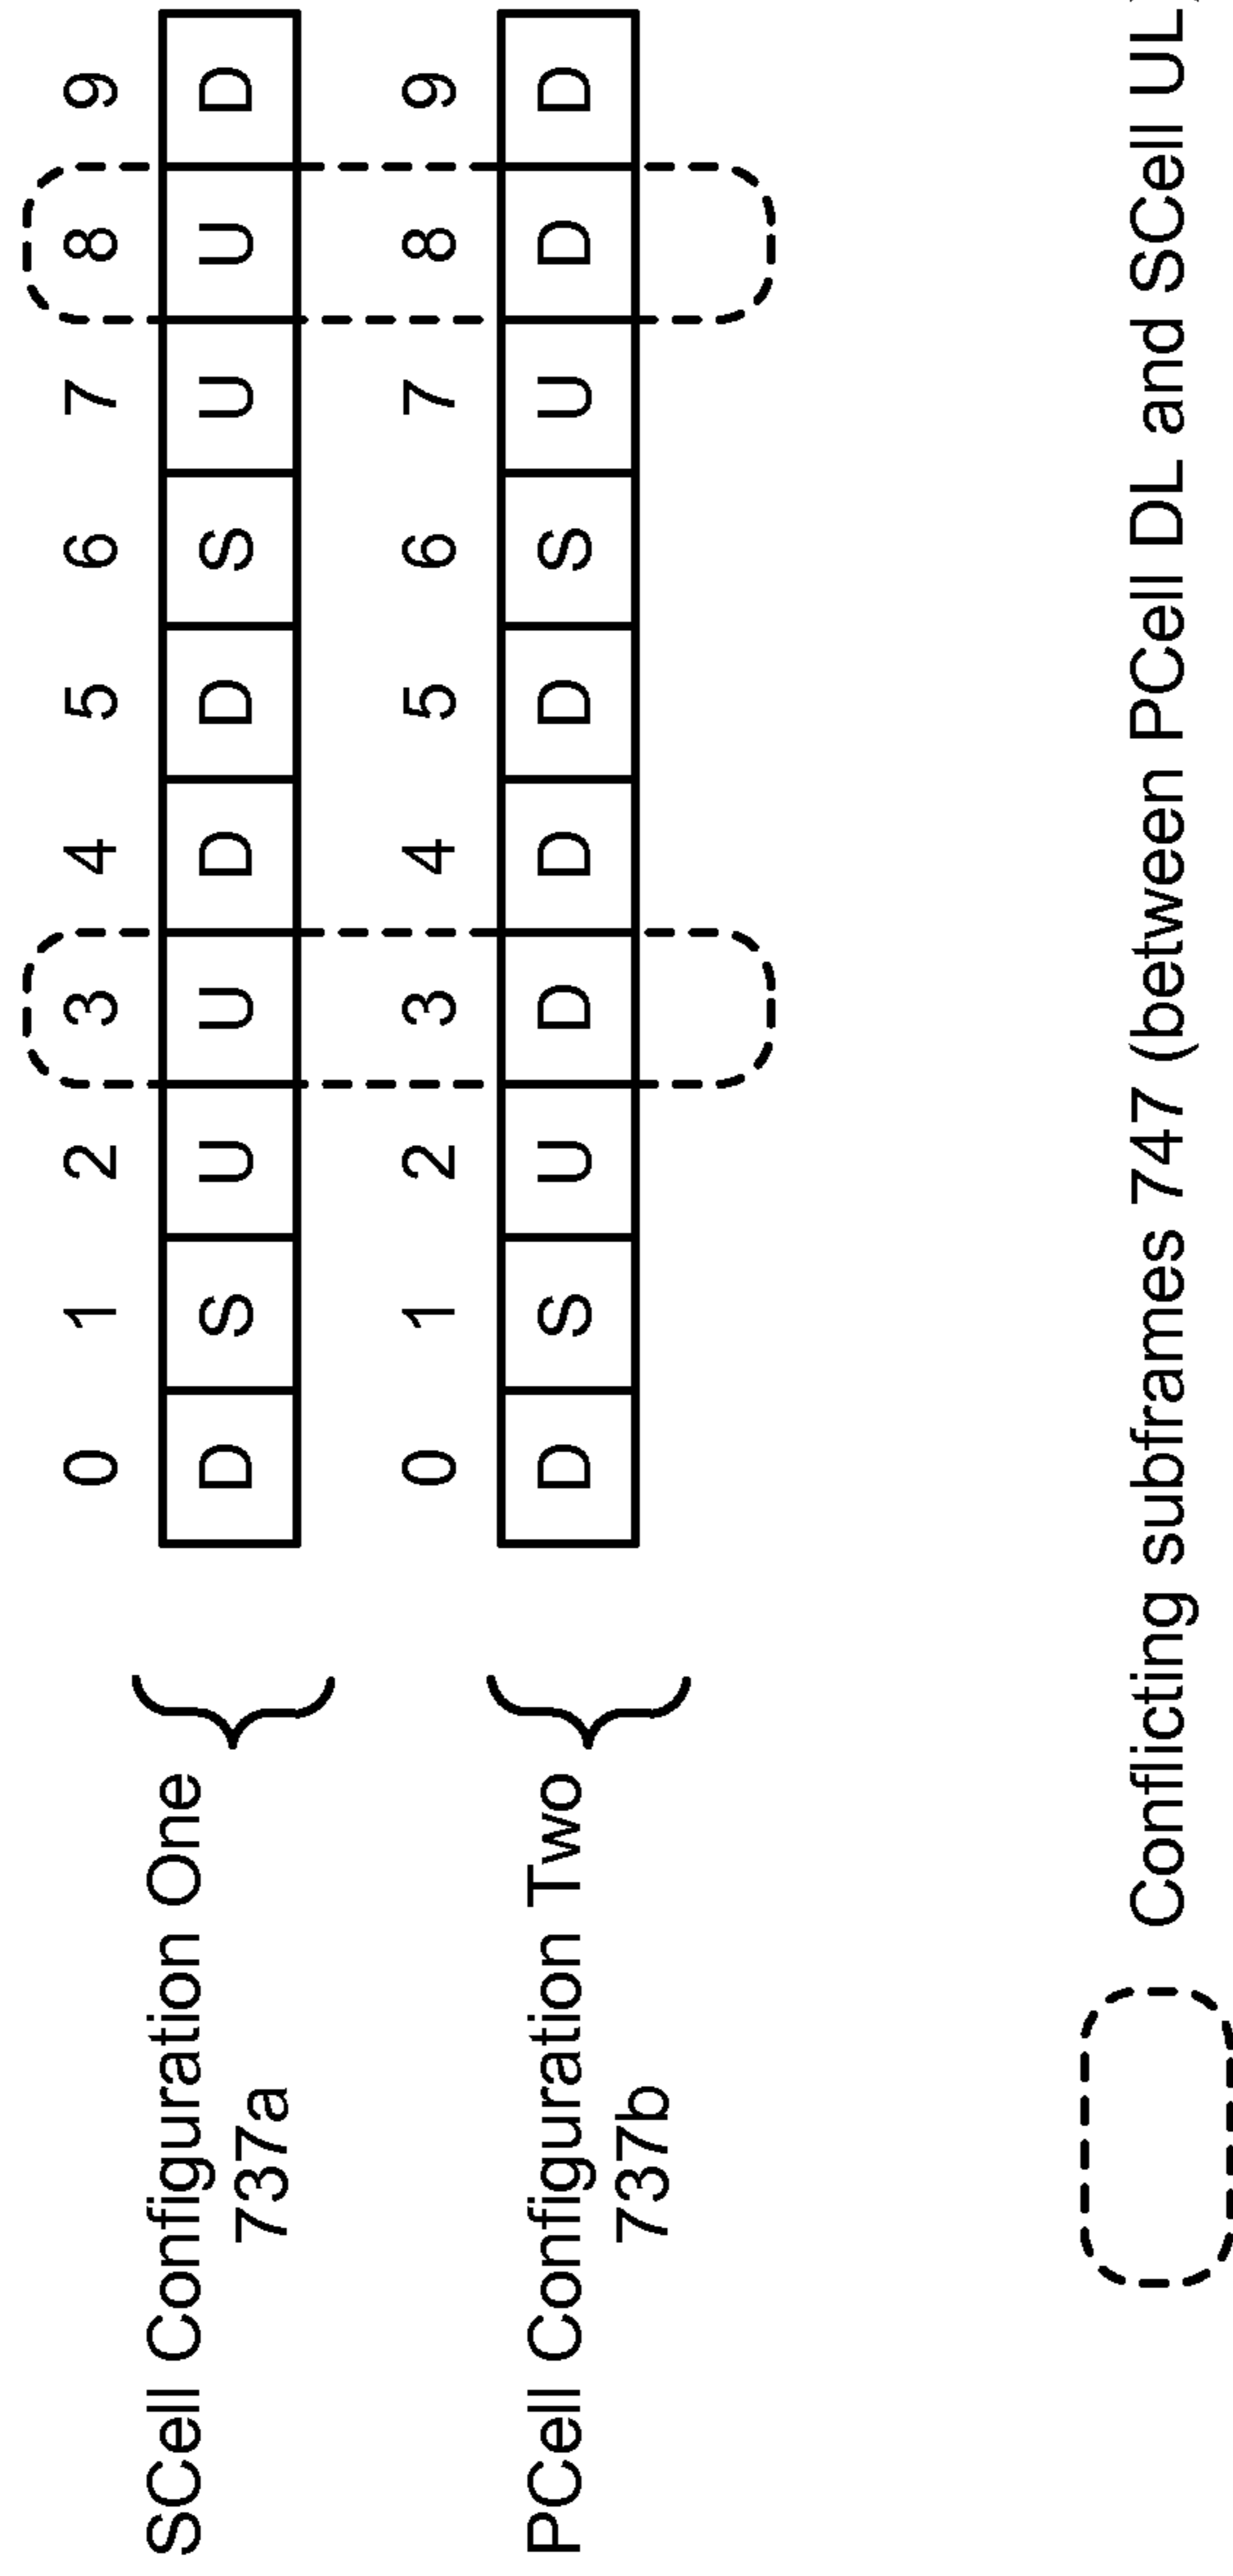 0 1 2 3 4 5 6 7 8 9
SCell Configuration One
737a
D S U U D D S U U D
0 1 2 3 4 5 6 7 8 9
PCell Configuration Two
737b
D S U D D D S U D D
Conflicting subframes 747 (between PCell DL and SCell UL)